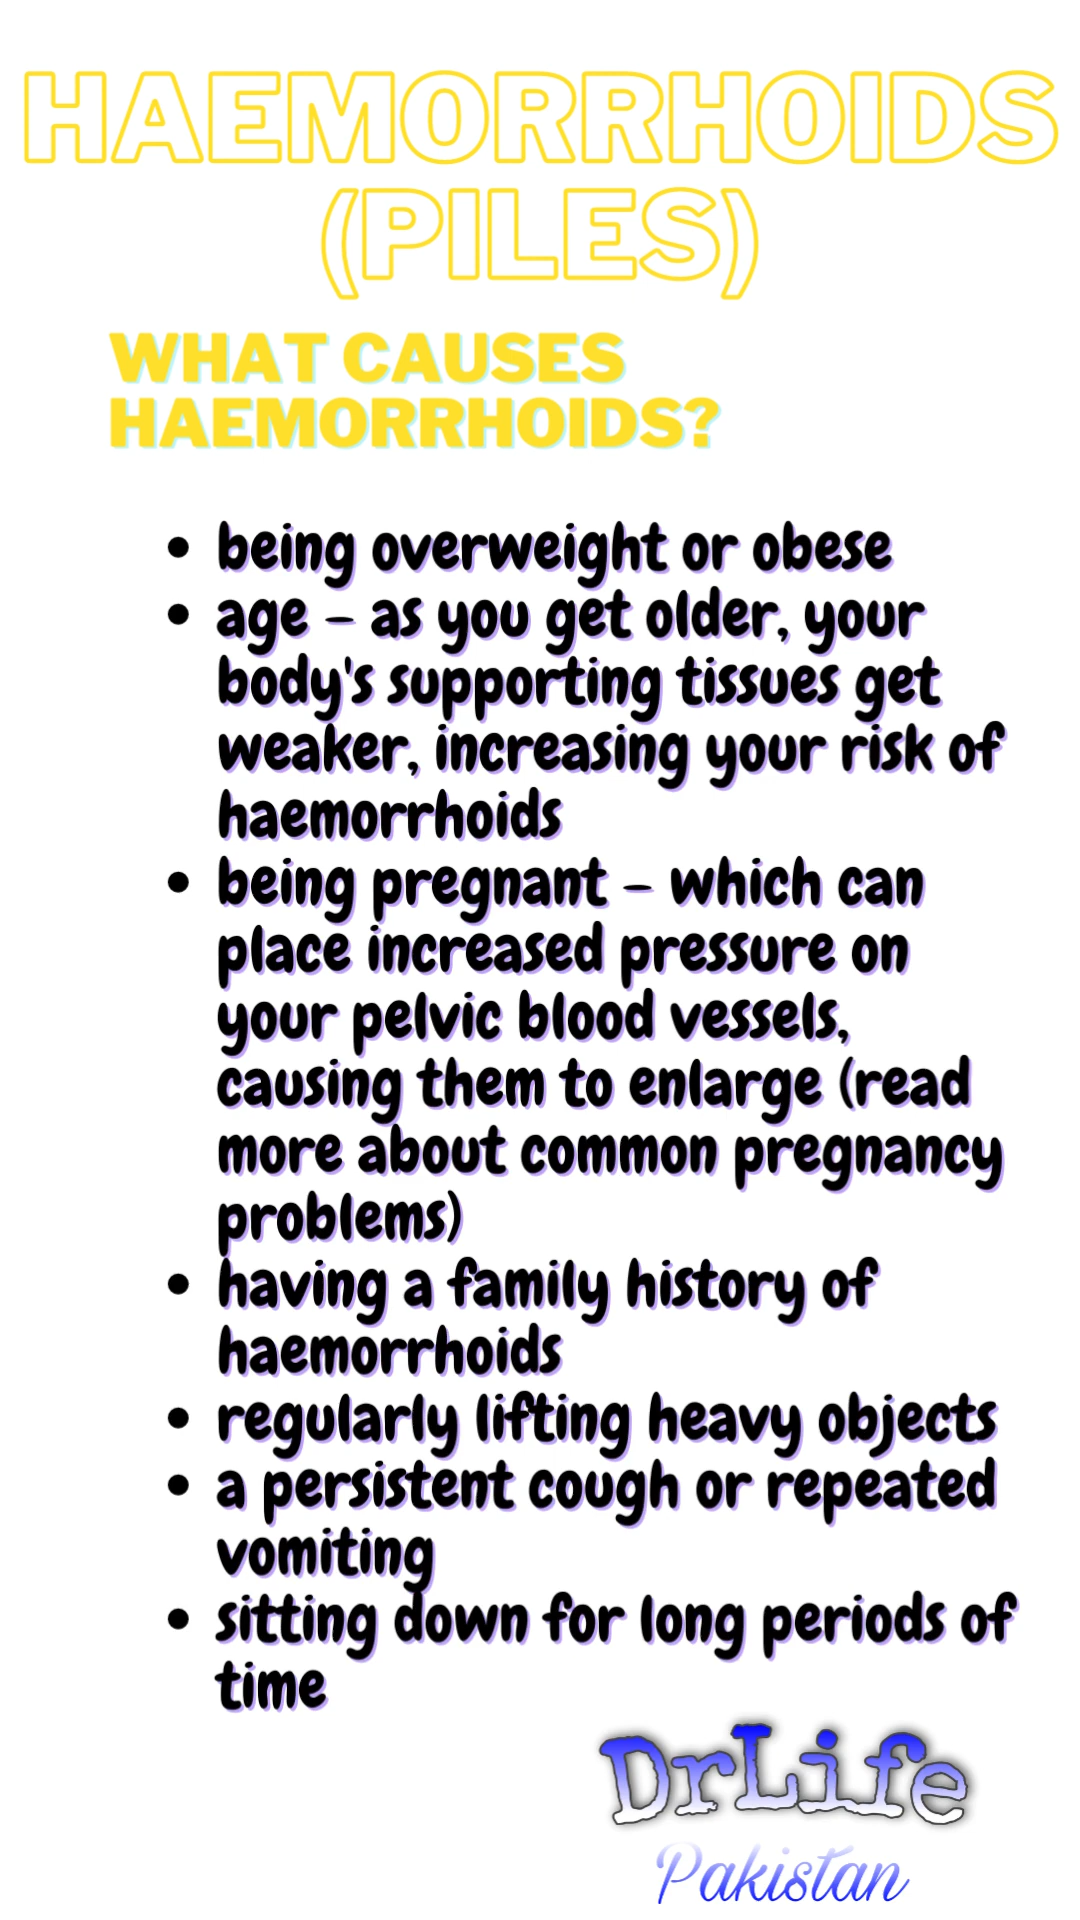 HAEMORRHOIDS
(PILES)
WHAT CAUSES
HAEMORRHOIDS?
• being overweight or obese
• age – as you get older, your
body's supporting tissues get
weaker, increasing your risk of
haemorrhoids
• being pregnant – which can
place increased pressure on
your pelvic blood vessels,
causing them to enlarge (read
more about common pregnancy
problems)
• having a family history of
haemorrhoids
• regularly lifting heavy objects
• a persistent cough or repeated
vomiting
• sitting down for long periods of
time
DrLife
Pakistan